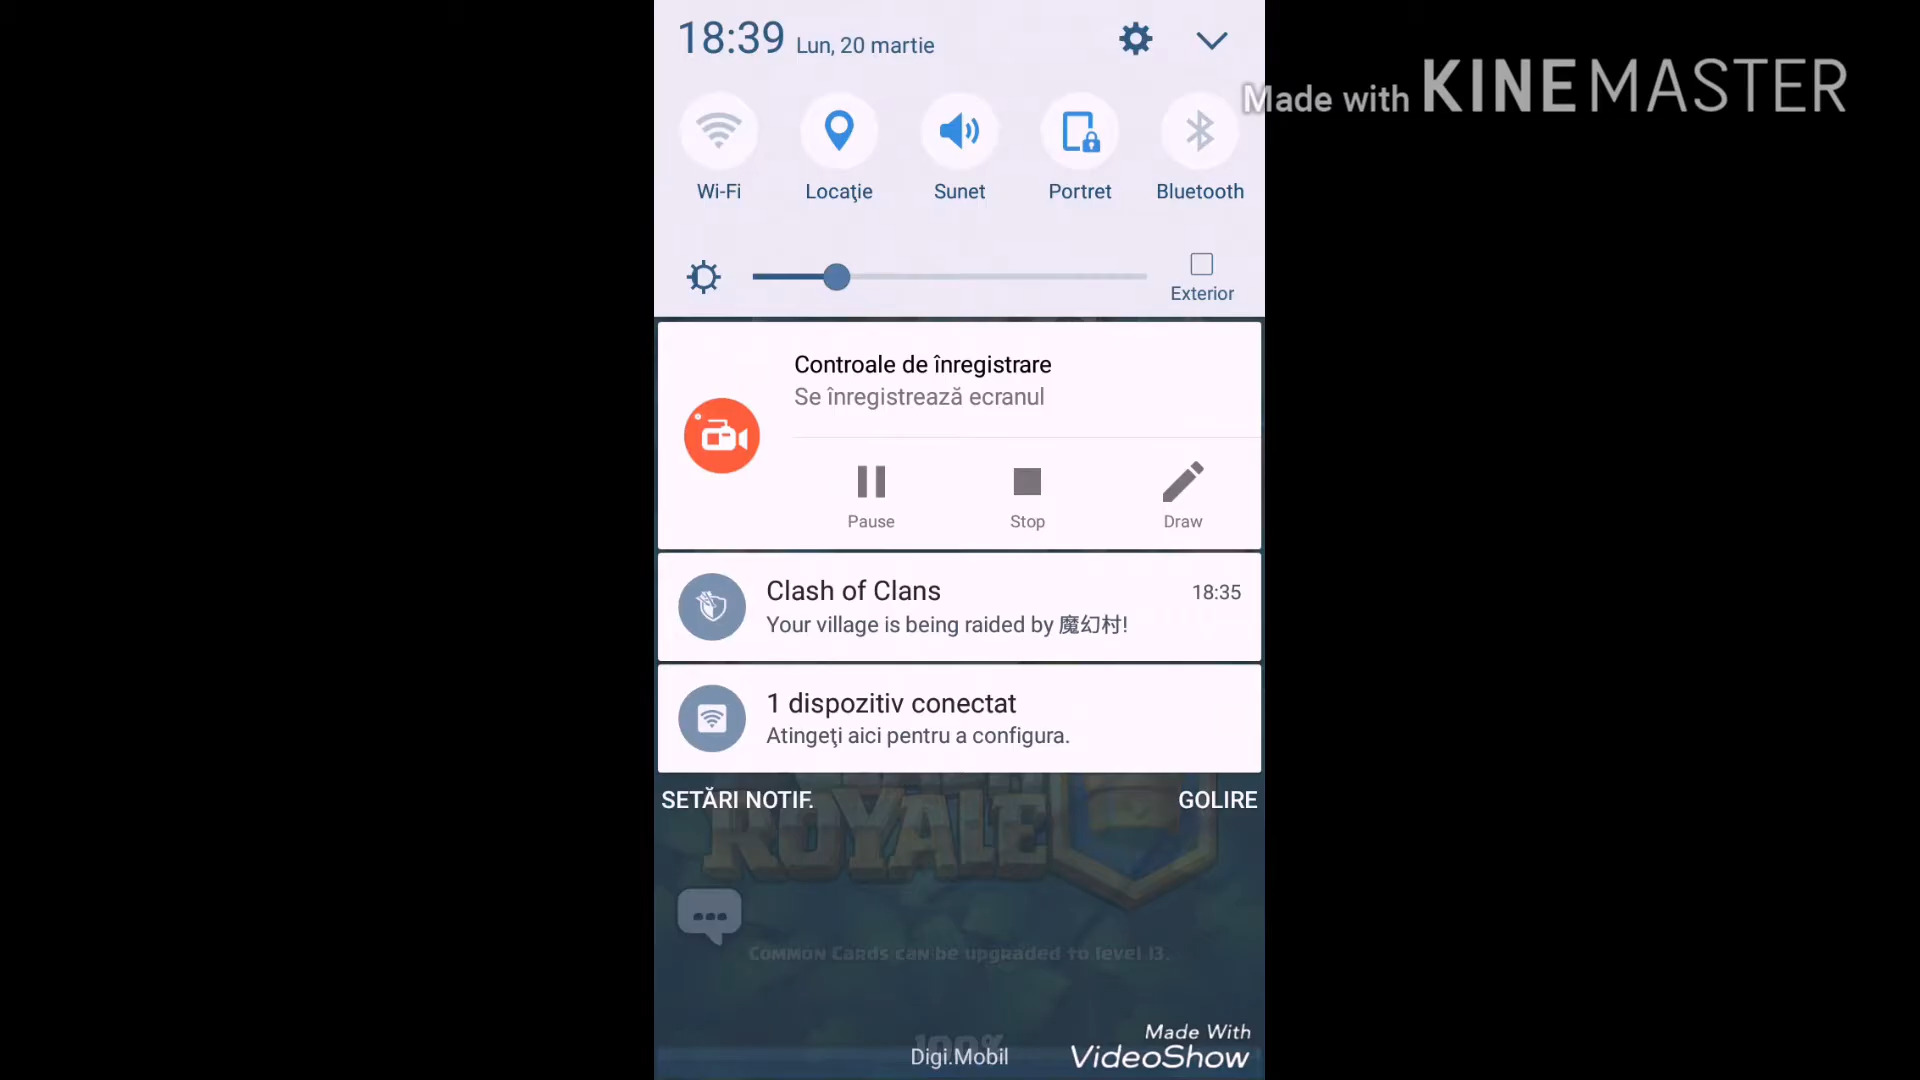 18:39 Lun, 20 martie
Made with KINEMASTER
Wi-Fi Locaţie Sunet Portret Bluetooth
Exterior
Controale de înregistrare
Se înregistrează ecranul
Pause Stop Draw
Clash of Clans 18:35
Your village is being raided by 魔幻村!
1 dispozitiv conectat
Atingeţi aici pentru a configura.
SETĂRI NOTIF. GOLIRE
ROYALE
Common Cards can be upgraded to level 13.
100%
Digi.Mobil
Made With
VideoShow